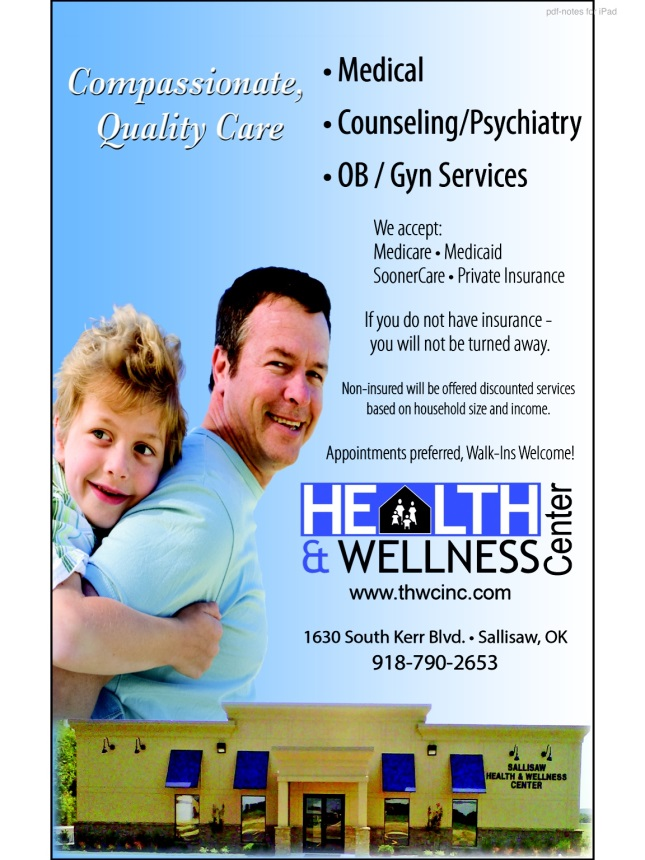 pdf-notes for iPad
Compassionate,
Quality Care
• Medical
• Counseling/Psychiatry
• OB / Gyn Services
We accept:
Medicare • Medicaid
SoonerCare • Private Insurance
If you do not have insurance -
you will not be turned away.
Non-insured will be offered discounted services
based on household size and income.
Appointments preferred, Walk-Ins Welcome!
HEALTH
& WELLNESS
Center
www.thwcinc.com
1630 South Kerr Blvd. • Sallisaw, OK
918-790-2653
SALLISAW
HEALTH & WELLNESS
CENTER